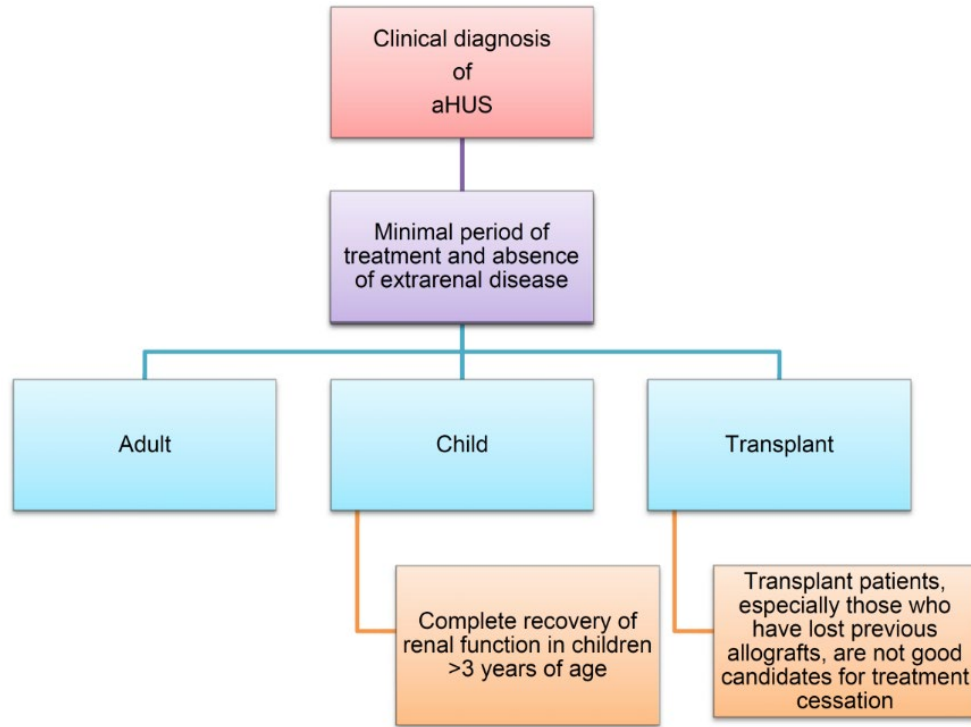 Clinical diagnosis
of
aHUS
Minimal period of
treatment and absence
of extrarenal disease
Adult
Child
Transplant
Complete recovery of
renal function in children
>3 years of age
Transplant patients,
especially those who
have lost previous
allografts, are not good
candidates for treatment
cessation